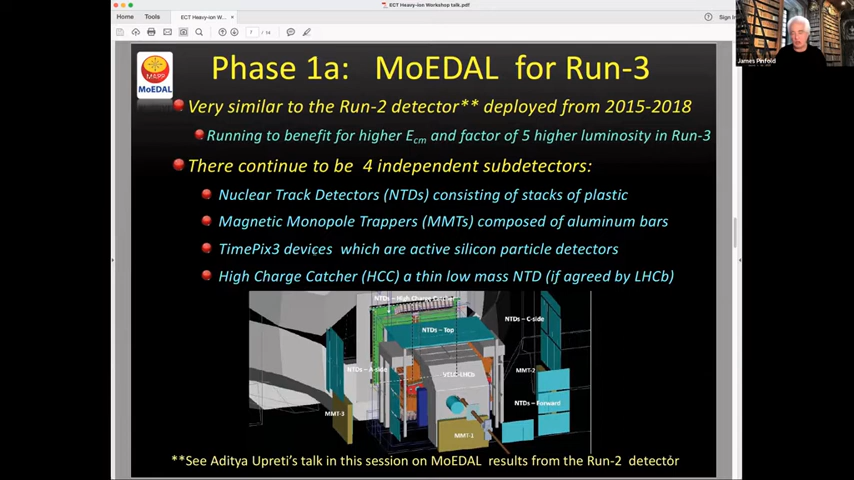 ECT Heavy-ion Workshop talk.pdf
Home
Tools
ECT Heavy-ion W...
×
Sign In
7 / 14
James Pinfold
MAPP
MoEDAL
Phase 1a: MoEDAL for Run-3
Very similar to the Run-2 detector** deployed from 2015-2018
Running to benefit for higher Ecm and factor of 5 higher luminosity in Run-3
There continue to be 4 independent subdetectors:
Nuclear Track Detectors (NTDs) consisting of stacks of plastic
Magnetic Monopole Trappers (MMTs) composed of aluminum bars
TimePix3 devices which are active silicon particle detectors
High Charge Catcher (HCC) a thin low mass NTD (if agreed by LHCb)
NTDs – High Charge Catcher
NTDs – Top
NTDs – C-side
NTDs – A-side
VELO-LHCb
MMT-2
NTDs – Forward
MMT-3
MMT-1
**See Aditya Upreti's talk in this session on MoEDAL results from the Run-2 detector